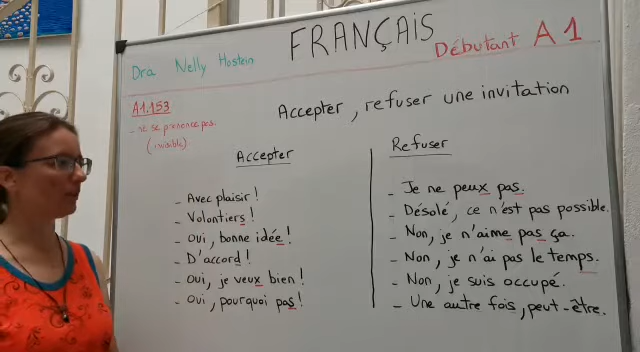 FRANÇAIS
Débutant A1
Dra Nelly Hostein
A1.153
- ne se prononce pas.
(invisible)
Accepter, refuser une invitation
Accepter
- Avec plaisir!
- Volontiers!
- Oui, bonne idée!
- D'accord!
- Oui, je veux bien!
- Oui, pourquoi pas!
Refuser
- Je ne peux pas.
- Désolé, ce n'est pas possible.
- Non, je n'aime pas ça.
- Non, je n'ai pas le temps.
- Non, je suis occupé.
- Une autre fois, peut-être.